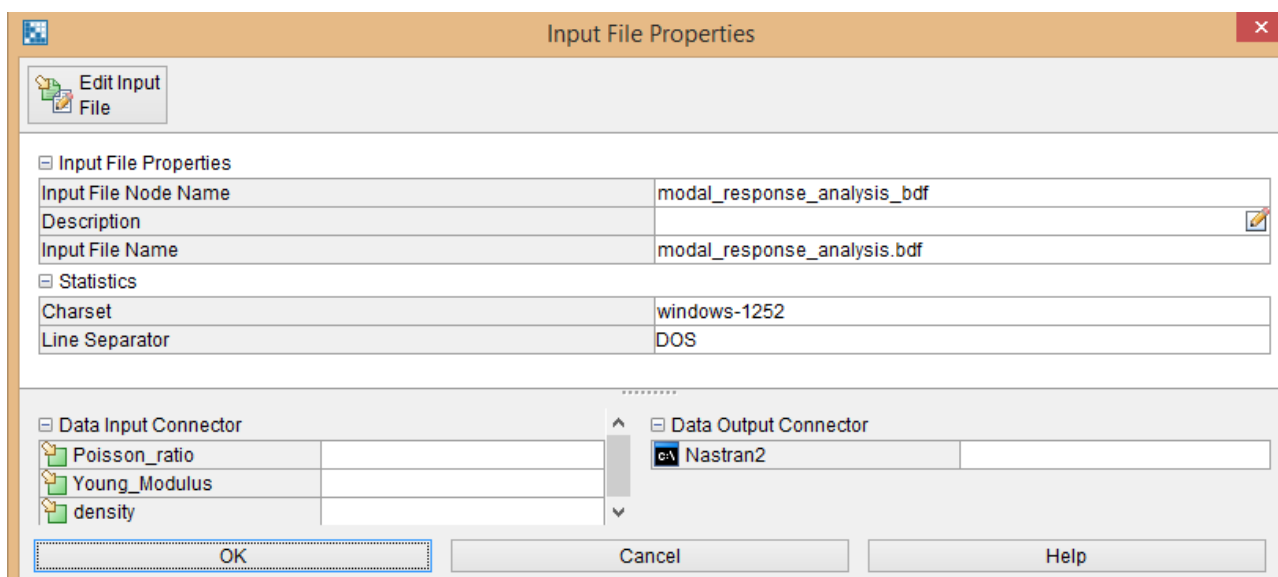 Input File Properties
Edit Input
File
Input File Properties
Input File Node Name modal_response_analysis_bdf
Description
Input File Name modal_response_analysis.bdf
Statistics
Charset windows-1252
Line Separator DOS
Data Input Connector
Poisson_ratio
Young_Modulus
density
Data Output Connector
C:\ Nastran2
OK Cancel Help